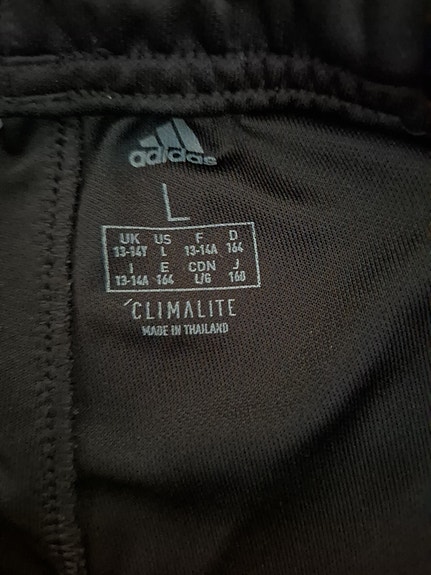 adidas
L
UK US F D
13-14Y L 13-14A 164
I E CDN J
13-14A 164 L/G 160
CLIMALITE
MADE IN THAILAND